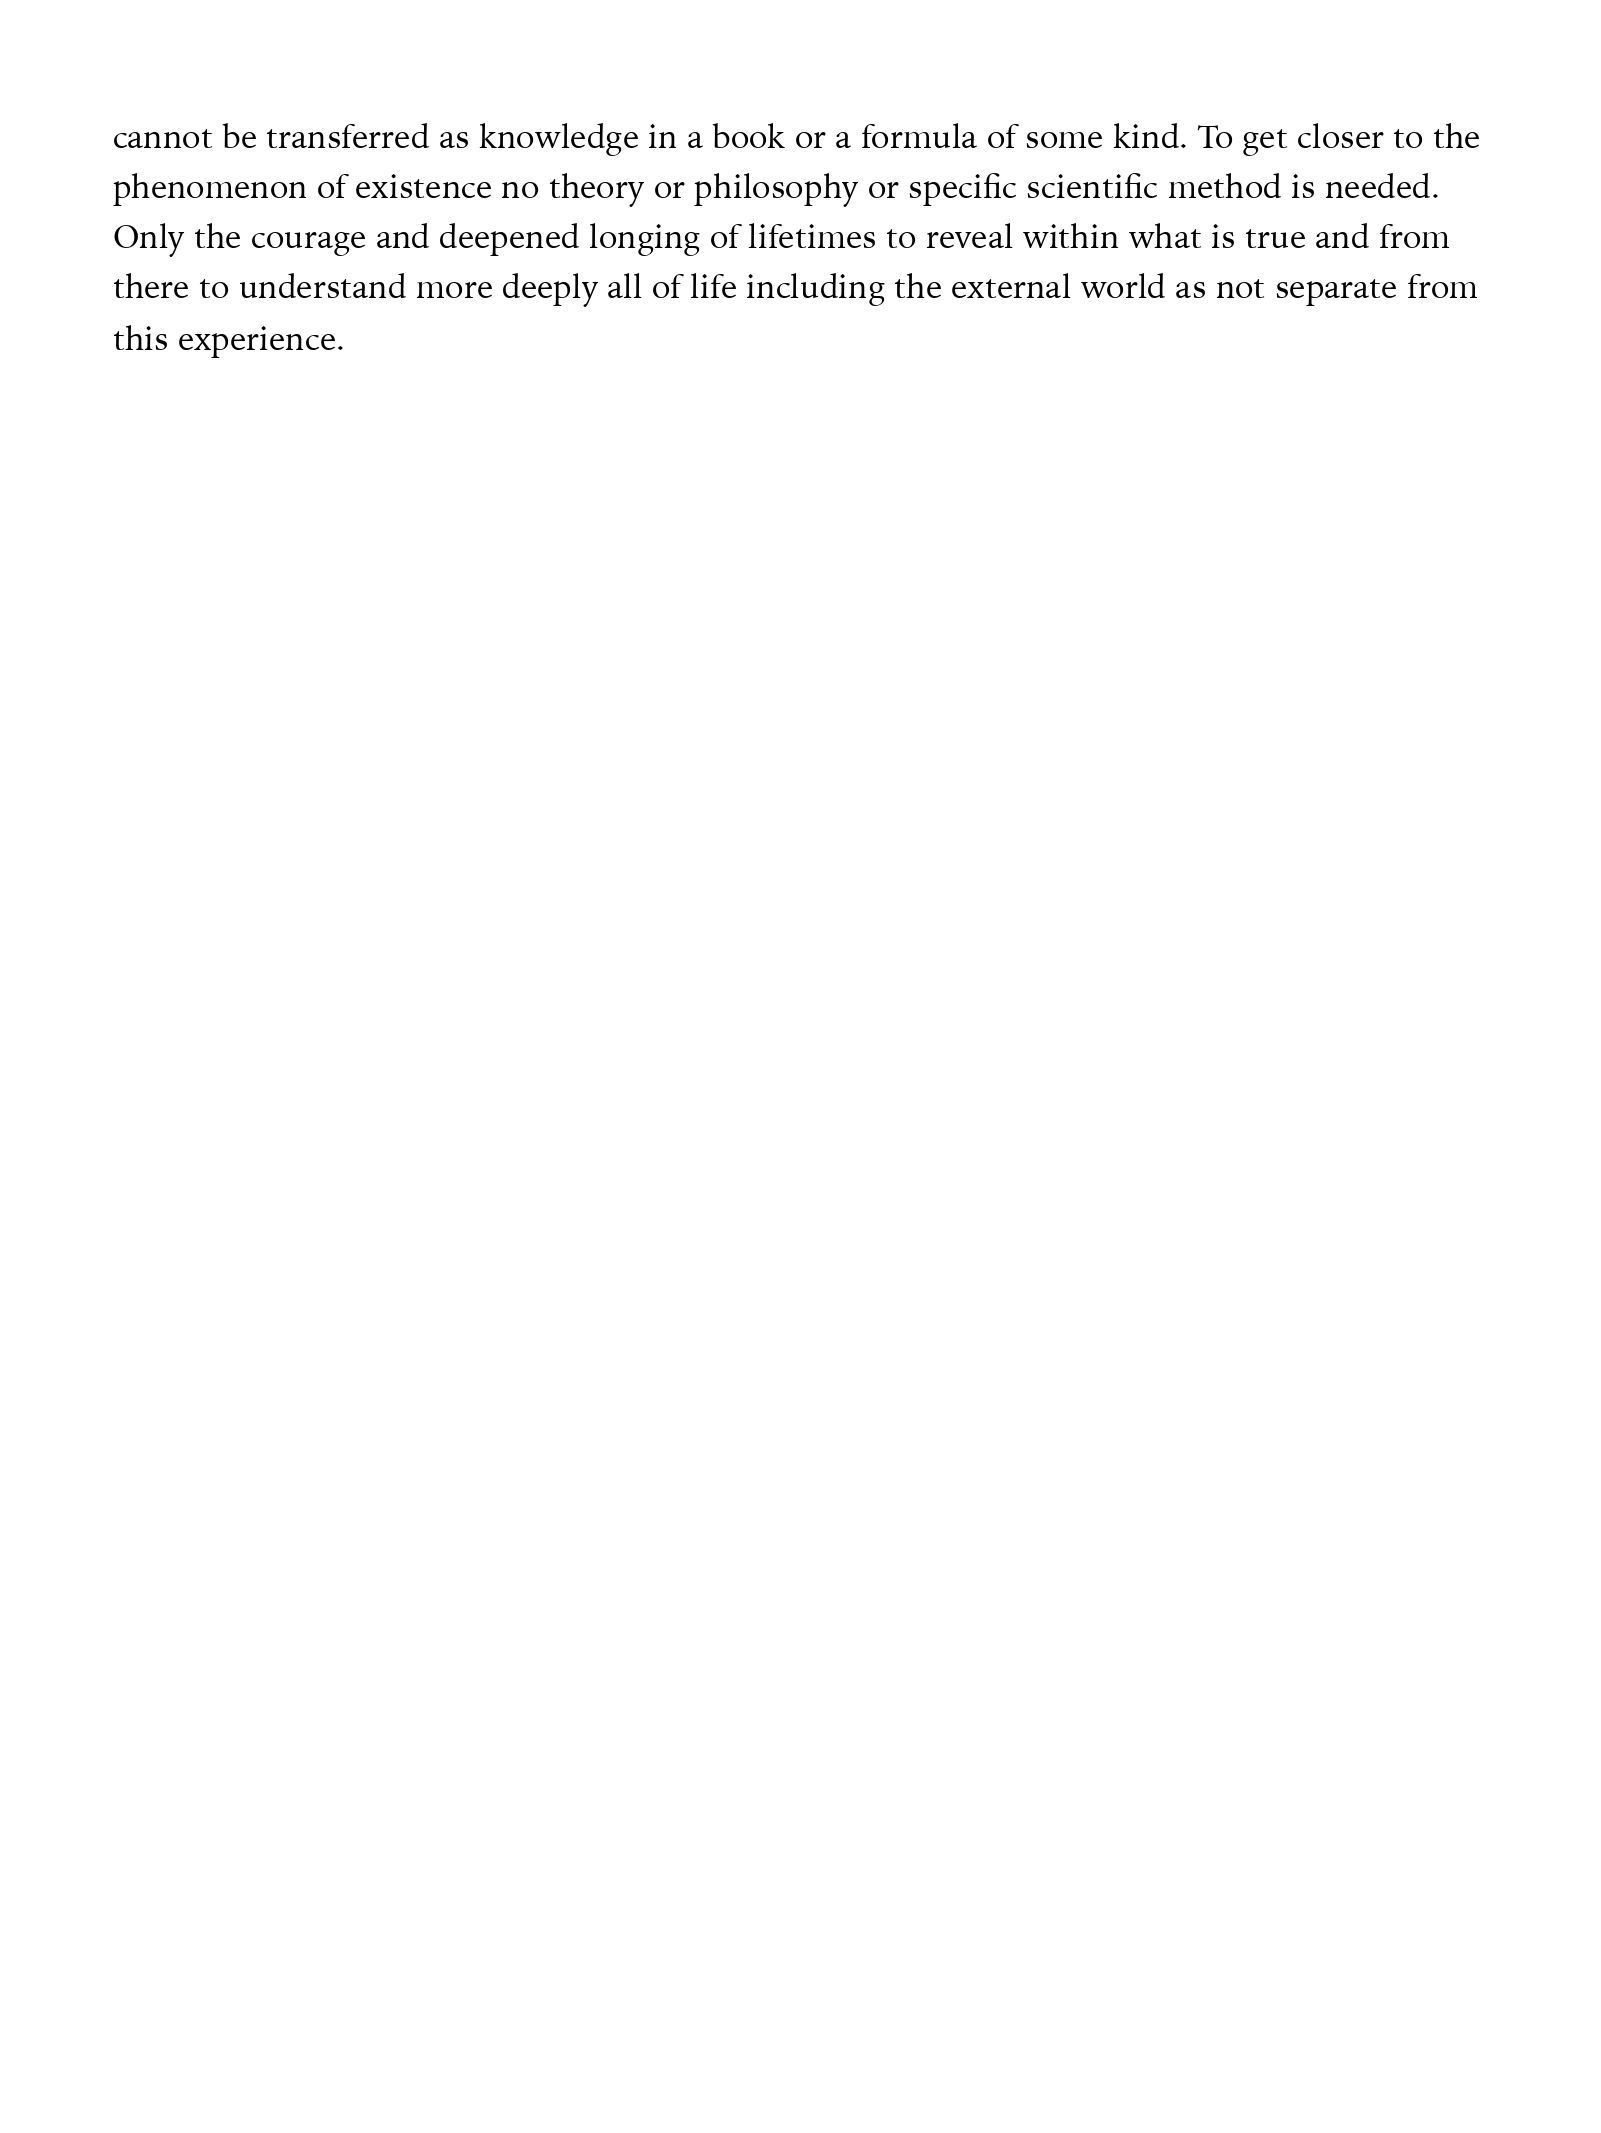 cannot be transferred as knowledge in a book or a formula of some kind. To get closer to the
phenomenon of existence no theory or philosophy or specific scientific method is needed.
Only the courage and deepened longing of lifetimes to reveal within what is true and from
there to understand more deeply all of life including the external world as not separate from
this experience.